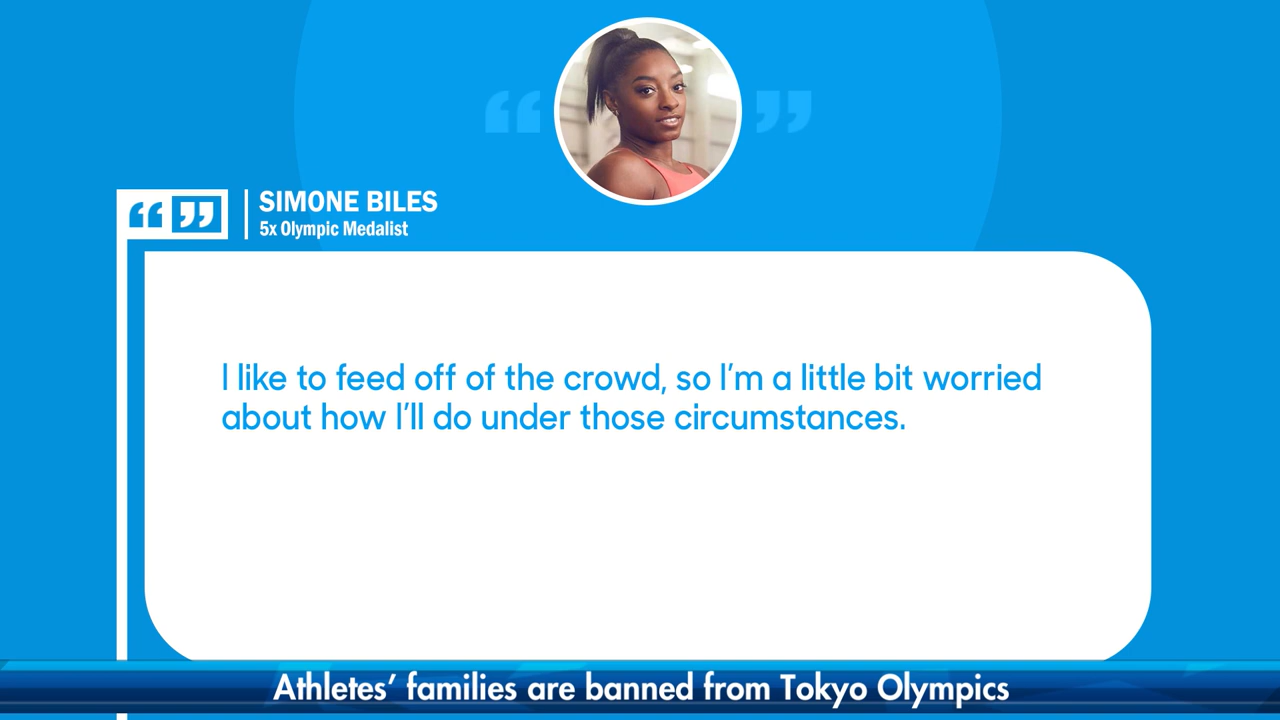 SIMONE BILES
5x Olympic Medalist
I like to feed off of the crowd, so I'm a little bit worried
about how I'll do under those circumstances.
Athletes' families are banned from Tokyo Olympics